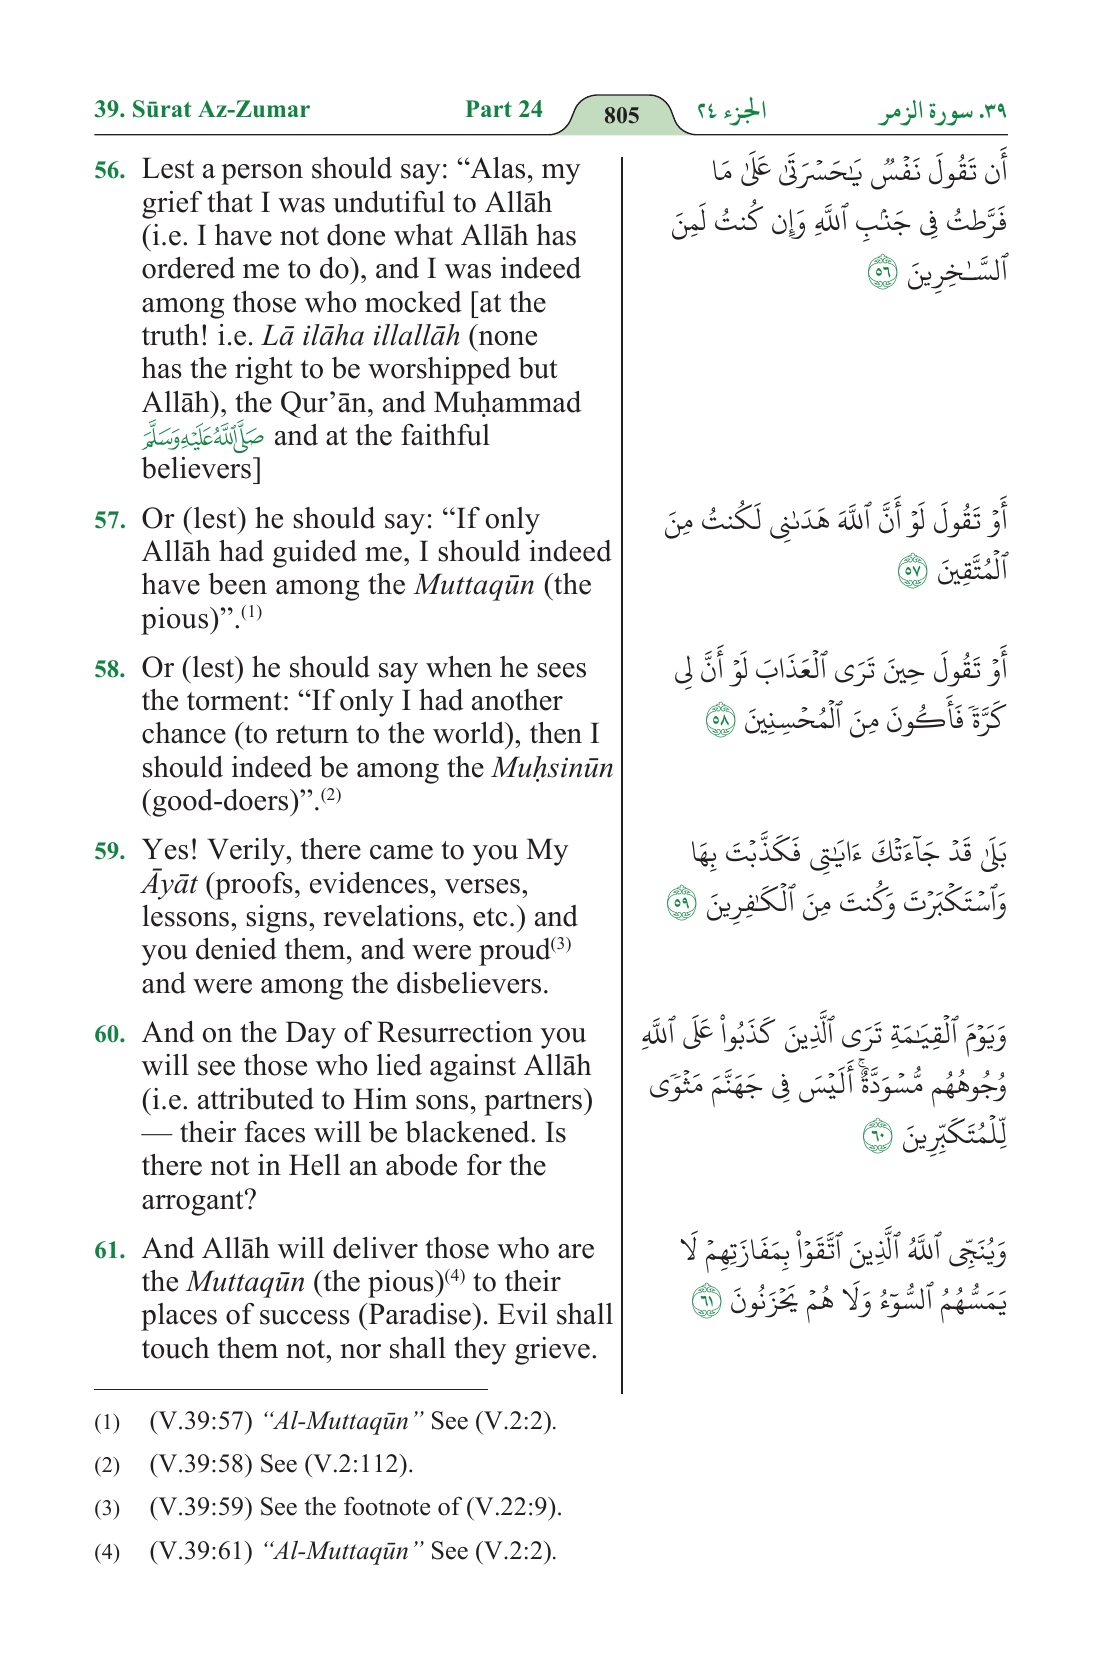 39. Sūrat Az-Zumar Part 24 805 الجزء ٢٤ ٣٩. سورة الزمر
56. Lest a person should say: “Alas, my
grief that I was undutiful to Allāh
(i.e. I have not done what Allāh has
ordered me to do), and I was indeed
among those who mocked [at the
truth! i.e. Lā ilāha illallāh (none
has the right to be worshipped but
Allāh), the Qur’ān, and Muḥammad
صَلَّى اللَّهُ عَلَيْهِ وَسَلَّمَ and at the faithful
believers]
أَن تَقُولَ نَفْسٌ يَٰحَسْرَتَىٰ عَلَىٰ مَا
فَرَّطتُ فِى جَنۢبِ ٱللَّهِ وَإِن كُنتُ لَمِنَ
ٱلسَّٰخِرِينَ ٥٦
57. Or (lest) he should say: “If only
Allāh had guided me, I should indeed
have been among the Muttaqūn (the
pious)”.(1)
أَوْ تَقُولَ لَوْ أَنَّ ٱللَّهَ هَدَىٰنِى لَكُنتُ مِنَ
ٱلْمُتَّقِينَ ٥٧
58. Or (lest) he should say when he sees
the torment: “If only I had another
chance (to return to the world), then I
should indeed be among the Muḥsinūn
(good-doers)”.(2)
أَوْ تَقُولَ حِينَ تَرَى ٱلْعَذَابَ لَوْ أَنَّ لِى
كَرَّةً فَأَكُونَ مِنَ ٱلْمُحْسِنِينَ ٥٨
59. Yes! Verily, there came to you My
Āyāt (proofs, evidences, verses,
lessons, signs, revelations, etc.) and
you denied them, and were proud(3)
and were among the disbelievers.
بَلَىٰ قَدْ جَآءَتْكَ ءَايَٰتِى فَكَذَّبْتَ بِهَا
وَٱسْتَكْبَرْتَ وَكُنتَ مِنَ ٱلْكَٰفِرِينَ ٥٩
60. And on the Day of Resurrection you
will see those who lied against Allāh
(i.e. attributed to Him sons, partners)
— their faces will be blackened. Is
there not in Hell an abode for the
arrogant?
وَيَوْمَ ٱلْقِيَٰمَةِ تَرَى ٱلَّذِينَ كَذَبُوا۟ عَلَى ٱللَّهِ
وُجُوهُهُم مُّسْوَدَّةٌ ۚ أَلَيْسَ فِى جَهَنَّمَ مَثْوًى
لِّلْمُتَكَبِّرِينَ ٦٠
61. And Allāh will deliver those who are
the Muttaqūn (the pious)(4) to their
places of success (Paradise). Evil shall
touch them not, nor shall they grieve.
وَيُنَجِّى ٱللَّهُ ٱلَّذِينَ ٱتَّقَوْا۟ بِمَفَازَتِهِمْ لَا
يَمَسُّهُمُ ٱلسُّوٓءُ وَلَا هُمْ يَحْزَنُونَ ٦١
(1) (V.39:57) “Al-Muttaqūn” See (V.2:2).
(2) (V.39:58) See (V.2:112).
(3) (V.39:59) See the footnote of (V.22:9).
(4) (V.39:61) “Al-Muttaqūn” See (V.2:2).